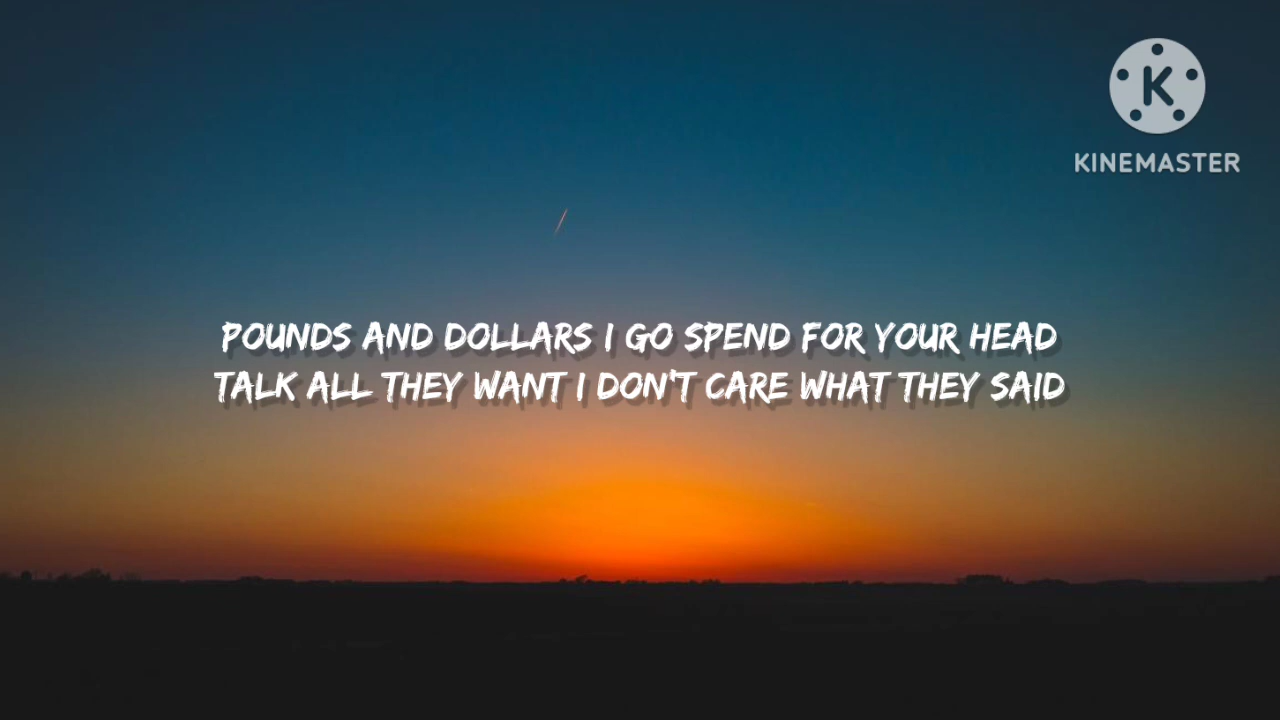 K
KINEMASTER
POUNDS AND DOLLARS I GO SPEND FOR YOUR HEAD
TALK ALL THEY WANT I DON'T CARE WHAT THEY SAID